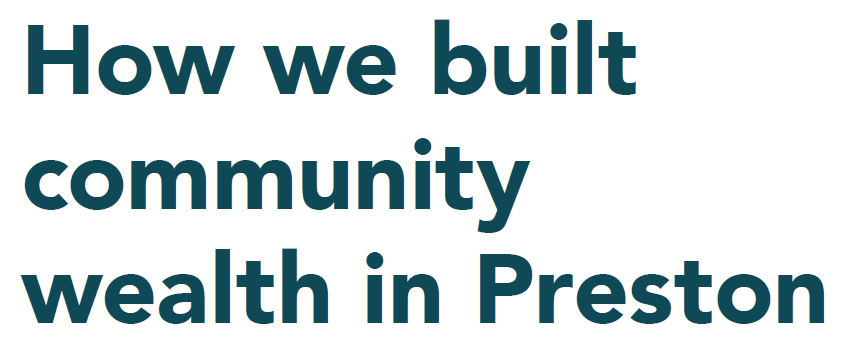 How we built
community
wealth in Preston